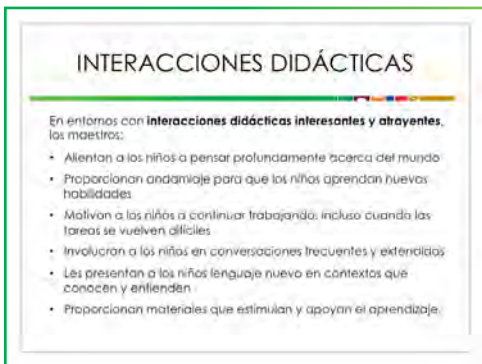 INTERACCIONES DIDÁCTICAS
En entornos con interacciones didácticas interesantes y atrayentes,
los maestros:
• Alientan a los niños a pensar profundamente acerca del mundo
• Proporcionan andamiaje para que los niños aprendan nuevas
habilidades
• Motivan a los niños a continuar trabajando, incluso cuando las
tareas se vuelven difíciles
• Involucran a los niños en conversaciones frecuentes y extendidas
• Les presentan a los niños lenguaje nuevo en contextos que
conocen y entienden
• Proporcionan materiales que estimulan y apoyan el aprendizaje.